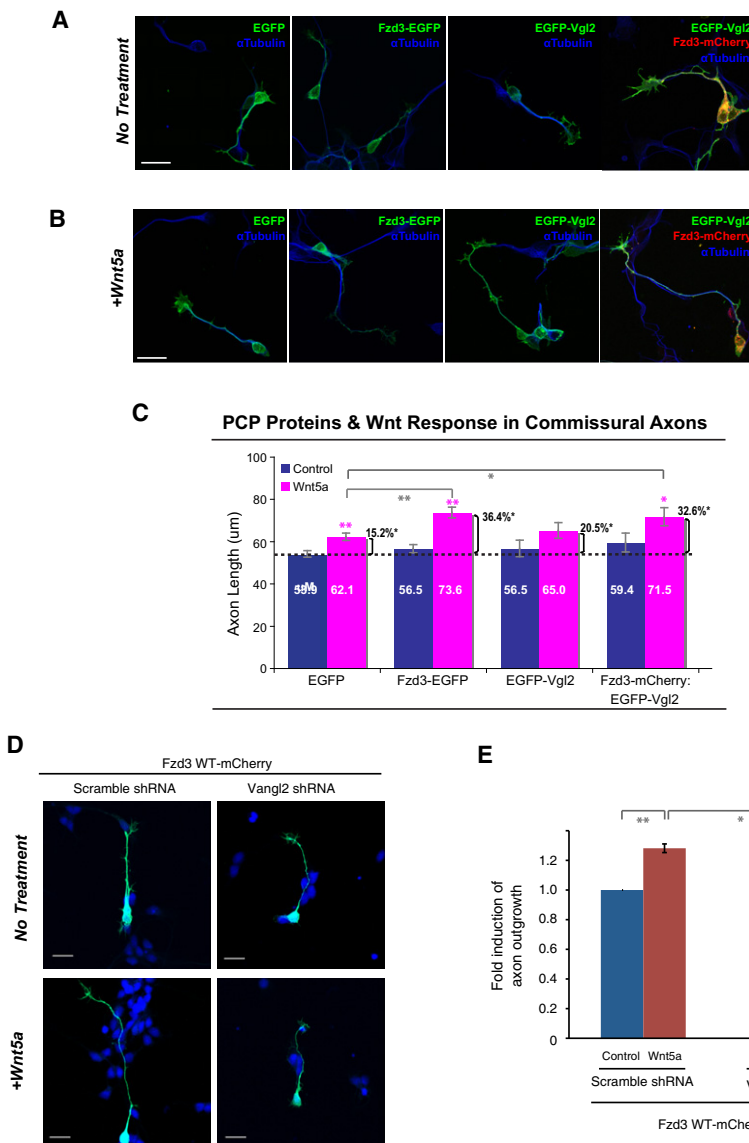 A
No Treatment
EGFP
αTubulin
Fzd3-EGFP
αTubulin
EGFP-Vgl2
αTubulin
EGFP-Vgl2
Fzd3-mCherry
αTubulin
B
+Wnt5a
EGFP
αTubulin
Fzd3-EGFP
αTubulin
EGFP-Vgl2
αTubulin
EGFP-Vgl2
Fzd3-mCherry
αTubulin
C
PCP Proteins & Wnt Response in Commissural Axons
Axon Length (um)
100
80
60
40
20
0
Control
Wnt5a
*
**
**
**
*
15.2%*
36.4%*
20.5%*
32.6%*
62.1
56.5
73.6
56.5
65.0
59.4
71.5
EGFP
Fzd3-EGFP
EGFP-Vgl2
Fzd3-mCherry:
EGFP-Vgl2
D
Fzd3 WT-mCherry
Scramble shRNA
Vangl2 shRNA
No Treatment
+Wnt5a
E
Fold induction of
axon outgrowth
**
*
1.2
1.0
0.8
0.6
0.4
0.2
0
Control
Wnt5a
Scramble shRNA
V
Fzd3 WT-mChe